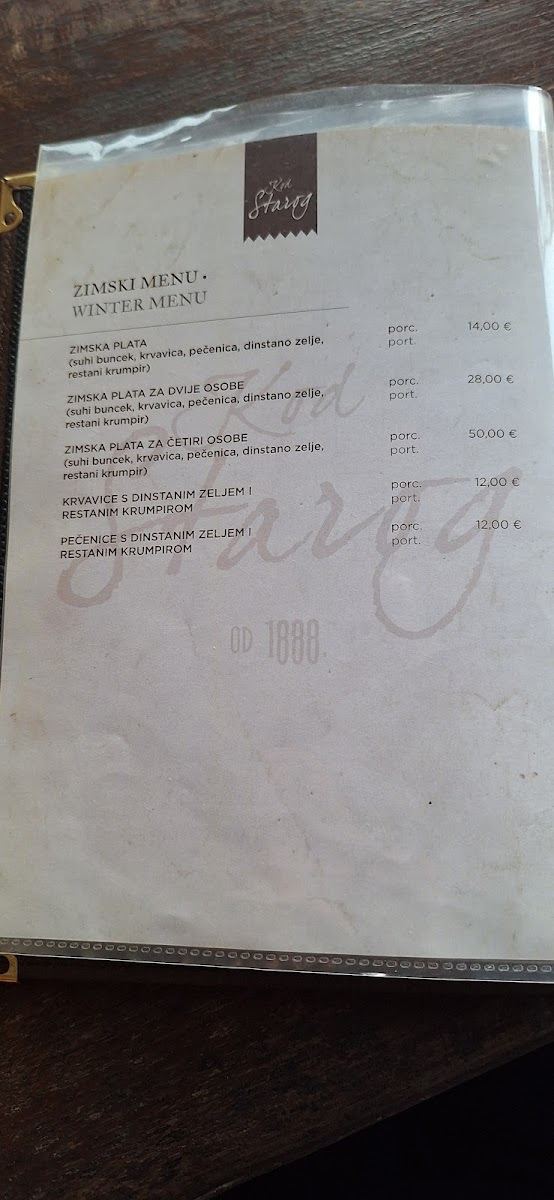 Kod
Starog
ZIMSKI MENU •
WINTER MENU
ZIMSKA PLATA porc. 14,00 €
(suhi buncek, krvavica, pečenica, dinstano zelje, port.
restani krumpir)
ZIMSKA PLATA ZA DVIJE OSOBE porc. 28,00 €
(suhi buncek, krvavica, pečenica, dinstano zelje, port.
restani krumpir)
ZIMSKA PLATA ZA ČETIRI OSOBE porc. 50,00 €
(suhi buncek, krvavica, pečenica, dinstano zelje, port.
restani krumpir)
KRVAVICE S DINSTANIM ZELJEM I porc. 12,00 €
RESTANIM KRUMPIROM port.
PEČENICE S DINSTANIM ZELJEM I porc. 12,00 €
RESTANIM KRUMPIROM port.
Kod
Starog
OD 1888.